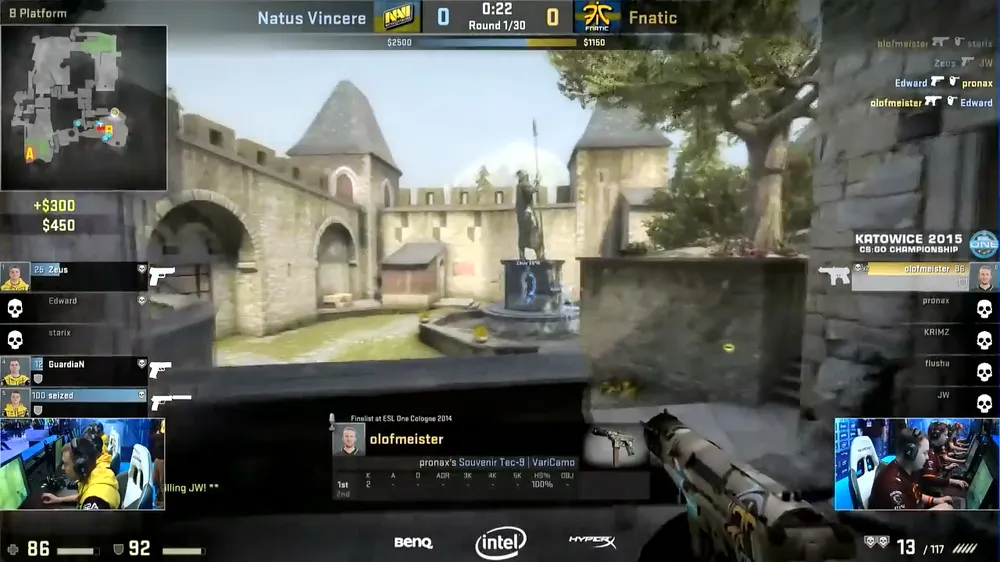 B Platform
Natus Vincere
0
0:22
Round 1/30
0
FNATIC
Fnatic
$2500
$1150
olofmeister starix
Zeus JW
Edward pronax
olofmeister Edward
A
+$300
$450
KATOWICE 2015
CS:GO CHAMPIONSHIP
25 Zeus
Edward
starix
12 GuardiaN
100 seized
olofmeister 86
pronax
KRIMZ
flusha
JW
Finalist at ESL One Cologne 2014
olofmeister
pronax's Souvenir Tec-9 | VariCamo
K A D ADR 3K 4K 5K HS% OBJ
1st 2 - - - - - - 100% -
2nd
illing JW! **
86
92
BenQ
intel
HYPERX
13 / 117